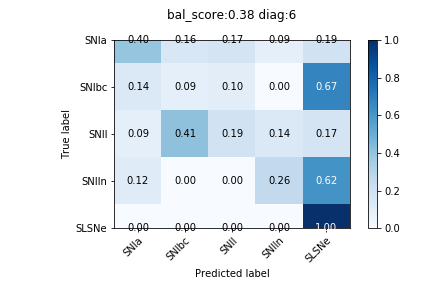 bal_score:0.38 diag:6
True label
SNIa 0.40 0.16 0.17 0.09 0.19
SNIbc 0.14 0.09 0.10 0.00 0.67
SNII 0.09 0.41 0.19 0.14 0.17
SNIIn 0.12 0.00 0.00 0.26 0.62
SLSNe 0.00 0.00 0.00 0.00 1.00
SNIa SNIbc SNII SNIIn SLSNe
Predicted label
1.0
0.8
0.6
0.4
0.2
0.0